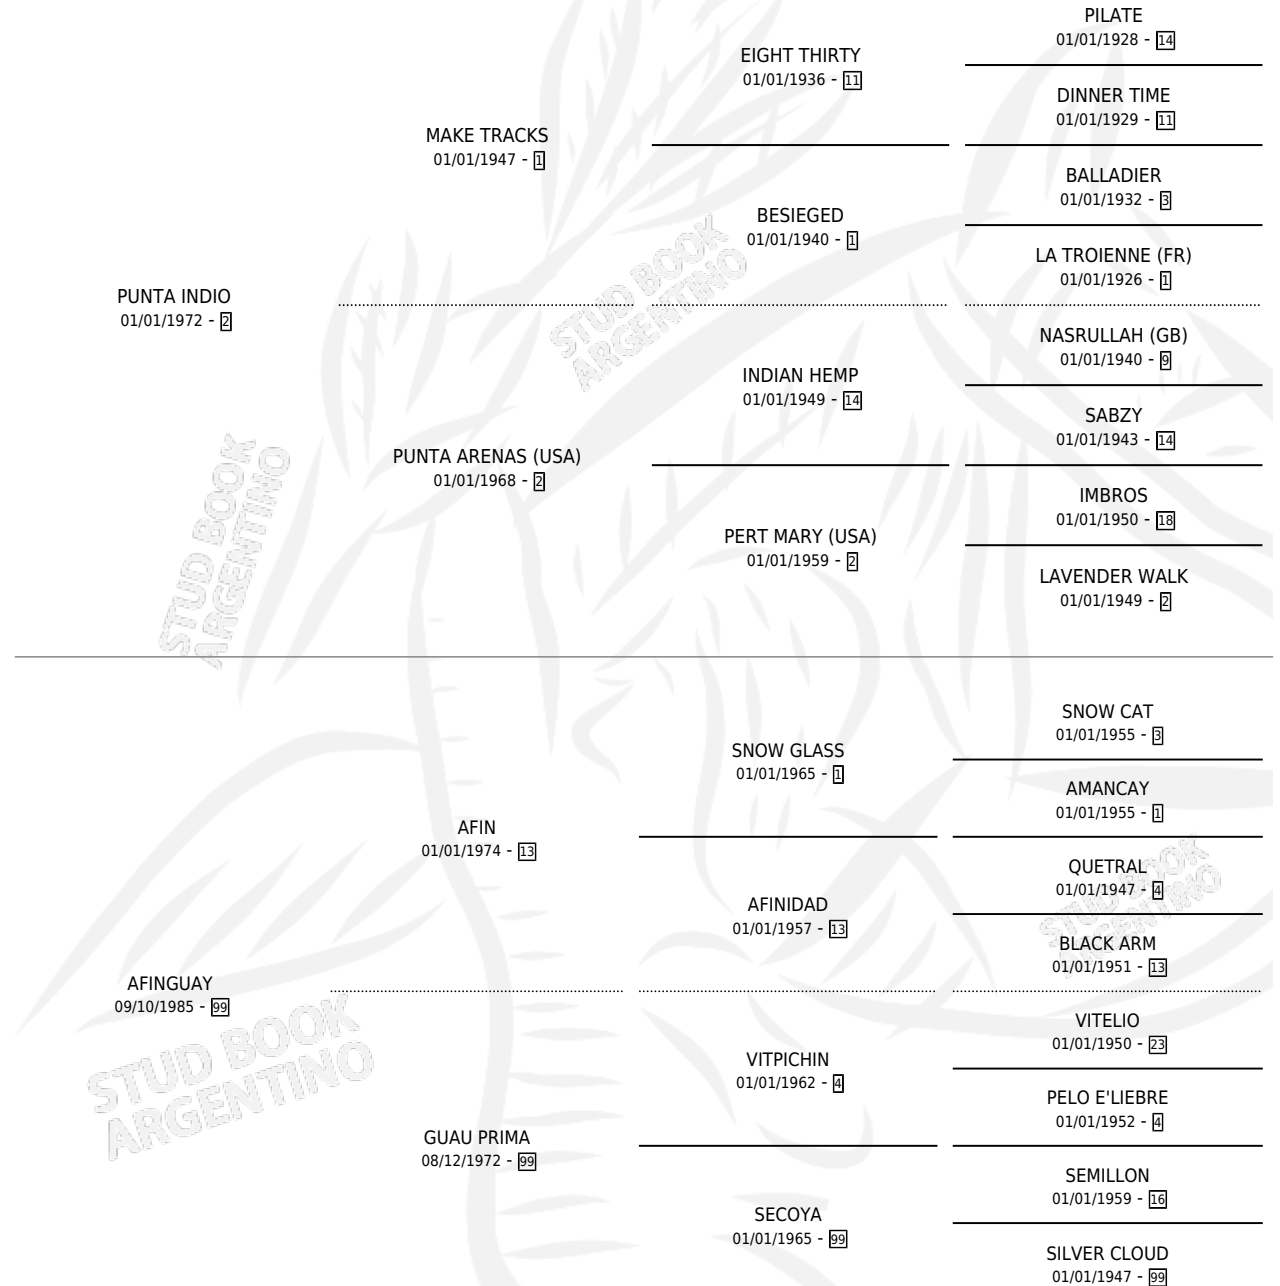 PILATE
01/01/1928 - 14
EIGHT THIRTY
01/01/1936 - 11
DINNER TIME
01/01/1929 - 11
MAKE TRACKS
01/01/1947 - 1
BALLADIER
01/01/1932 - 3
BESIEGED
01/01/1940 - 1
LA TROIENNE (FR)
01/01/1926 - 1
PUNTA INDIO
01/01/1972 - 2
NASRULLAH (GB)
01/01/1940 - 9
INDIAN HEMP
01/01/1949 - 14
SABZY
01/01/1943 - 14
PUNTA ARENAS (USA)
01/01/1968 - 2
IMBROS
01/01/1950 - 18
PERT MARY (USA)
01/01/1959 - 2
LAVENDER WALK
01/01/1949 - 2
STUD BOOK
ARGENTINO
STUD BOOK
ARGENTINO
SNOW CAT
01/01/1955 - 3
SNOW GLASS
01/01/1965 - 1
AMANCAY
01/01/1955 - 1
AFIN
01/01/1974 - 13
QUETRAL
01/01/1947 - 4
AFINIDAD
01/01/1957 - 13
BLACK ARM
01/01/1951 - 13
AFINGUAY
09/10/1985 - 99
VITELIO
01/01/1950 - 23
VITPICHIN
01/01/1962 - 4
PELO E'LIEBRE
01/01/1952 - 4
GUAU PRIMA
08/12/1972 - 99
SEMILLON
01/01/1959 - 16
SECOYA
01/01/1965 - 99
SILVER CLOUD
01/01/1947 - 99
STUD BOOK
ARGENTINO
STUD BOOK
ARGENTINO